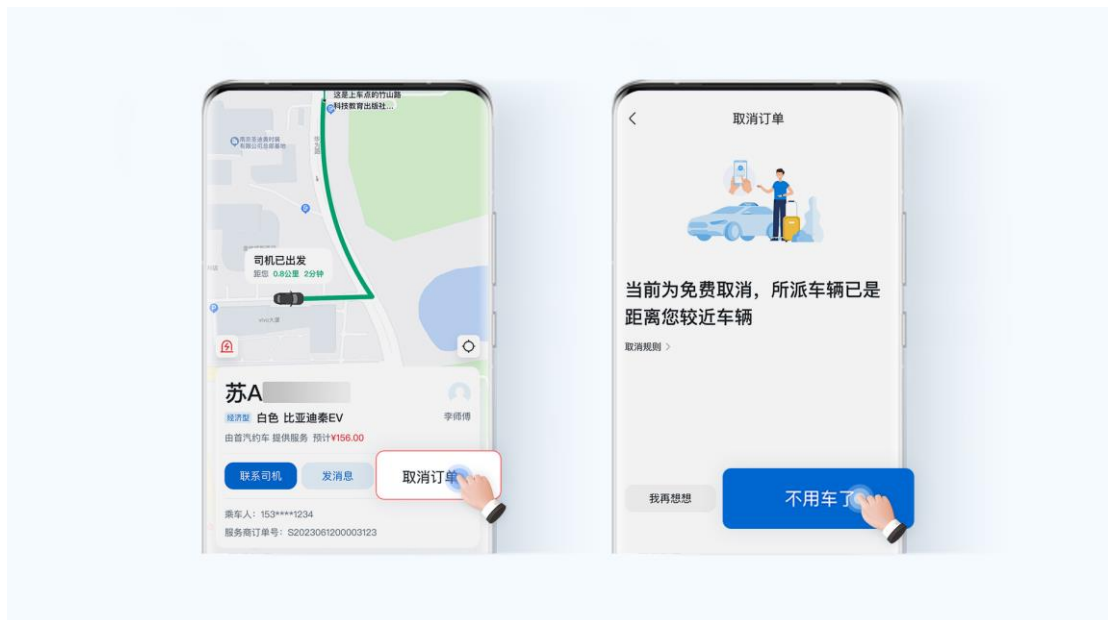 这是上车点的竹山路
科技教育出版社...
司机已出发
距您 0.8公里 2分钟
vivo大厦
苏A
经济型 白色 比亚迪秦EV
李师傅
由首汽约车 提供服务 预计¥156.00
联系司机
发消息
取消订单
乘车人：153****1234
服务商订单号：S2023061200003123
取消订单
当前为免费取消，所派车辆已是
距离您较近车辆
取消规则 >
我再想想
不用车了